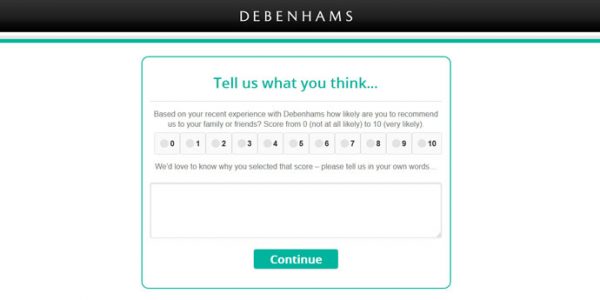 DEBENHAMS
Tell us what you think...
Based on your recent experience with Debenhams how likely are you to recommend
us to your family or friends? Score from 0 (not at all likely) to 10 (very likely).
0 1 2 3 4 5 6 7 8 9 10
We'd love to know why you selected that score – please tell us in your own words...
Continue